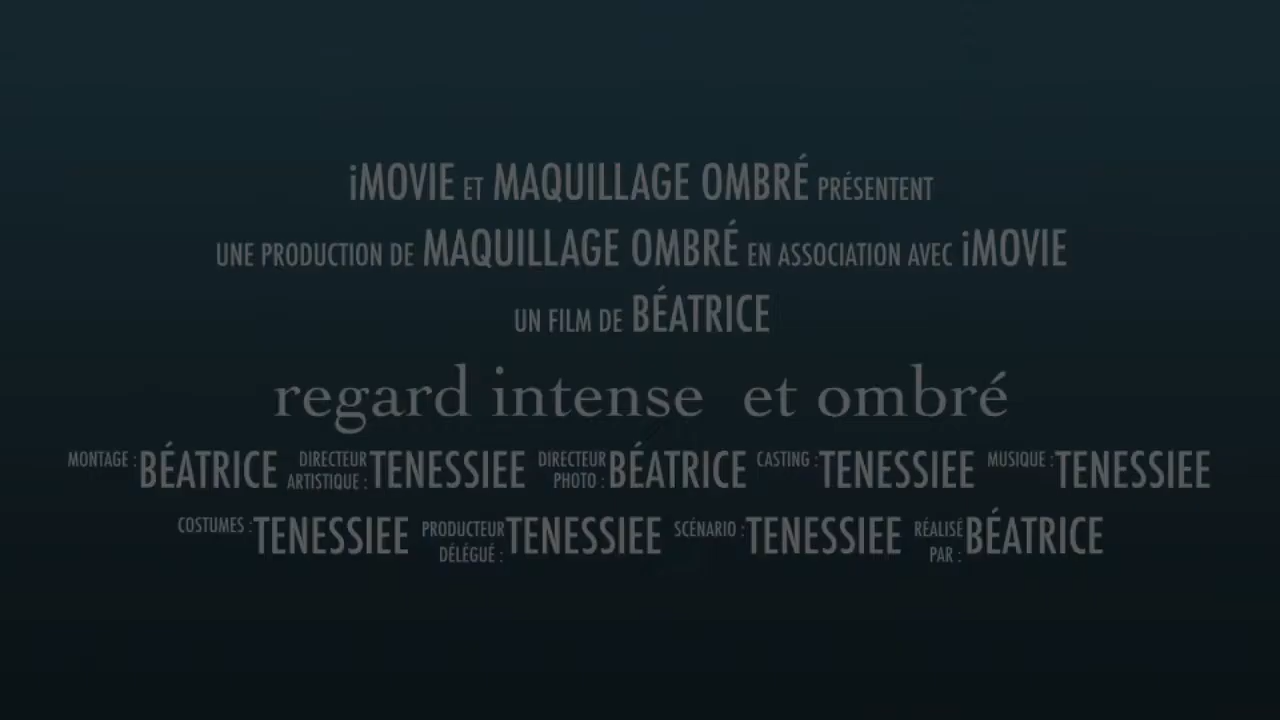 iMOVIE ET MAQUILLAGE OMBRÉ PRÉSENTENT
UNE PRODUCTION DE MAQUILLAGE OMBRÉ EN ASSOCIATION AVEC iMOVIE
UN FILM DE BÉATRICE
regard intense et ombré
MONTAGE : BÉATRICE DIRECTEUR ARTISTIQUE : TENESSIEE DIRECTEUR PHOTO : BÉATRICE CASTING : TENESSIEE MUSIQUE : TENESSIEE
COSTUMES : TENESSIEE PRODUCTEUR DÉLÉGUÉ : TENESSIEE SCÉNARIO : TENESSIEE RÉALISÉ PAR : BÉATRICE